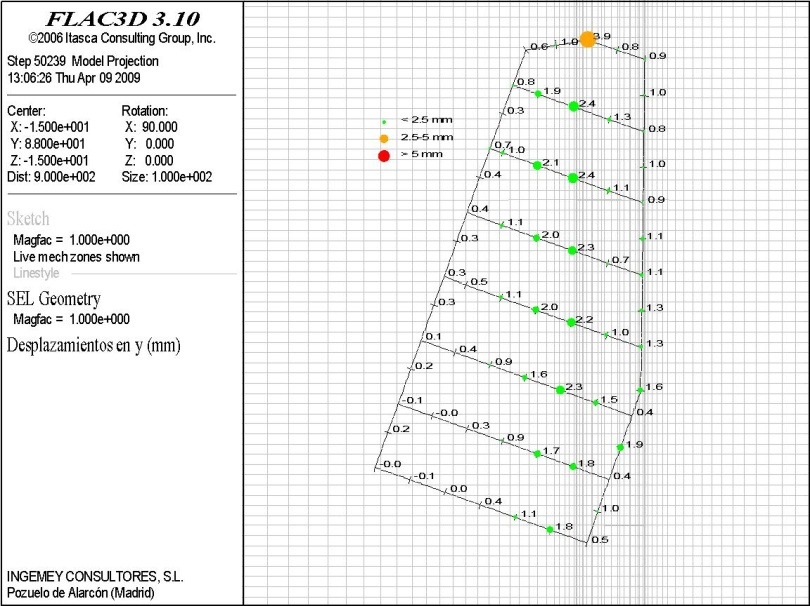 FLAC3D 3.10
©2006 Itasca Consulting Group, Inc.
Step 50239 Model Projection
13:06:26 Thu Apr 09 2009
Center: Rotation:
X: -1.500e+001 X: 90.000
Y: 8.800e+001 Y: 0.000
Z: -1.500e+001 Z: 0.000
Dist: 9.000e+002 Size: 1.000e+002
Sketch
Magfac = 1.000e+000
Live mech zones shown
Linestyle
SEL Geometry
Magfac = 1.000e+000
Desplazamientos en y (mm)
INGEMEY CONSULTORES, S.L.
Pozuelo de Alarcón (Madrid)
< 2.5 mm
2.5-5 mm
> 5 mm
0.6 1.0 3.9 0.8 0.9
1.0
0.8 1.9 2.4 1.3 0.8
0.3
1.0
0.7 1.0 2.1 2.4 1.1 0.9
0.4
1.1
0.4 1.1 2.0 2.3 0.7 1.1
0.3
1.3
0.3 0.5 1.1 2.0 2.2 1.0 1.3
0.3
1.6
0.1 0.4 0.9 1.6 2.3 1.5 0.4
0.2
1.9
-0.1 -0.0 0.3 0.9 1.7 1.8 0.4
0.2
1.0
-0.0 -0.1 0.0 0.4 1.1 1.8 0.5